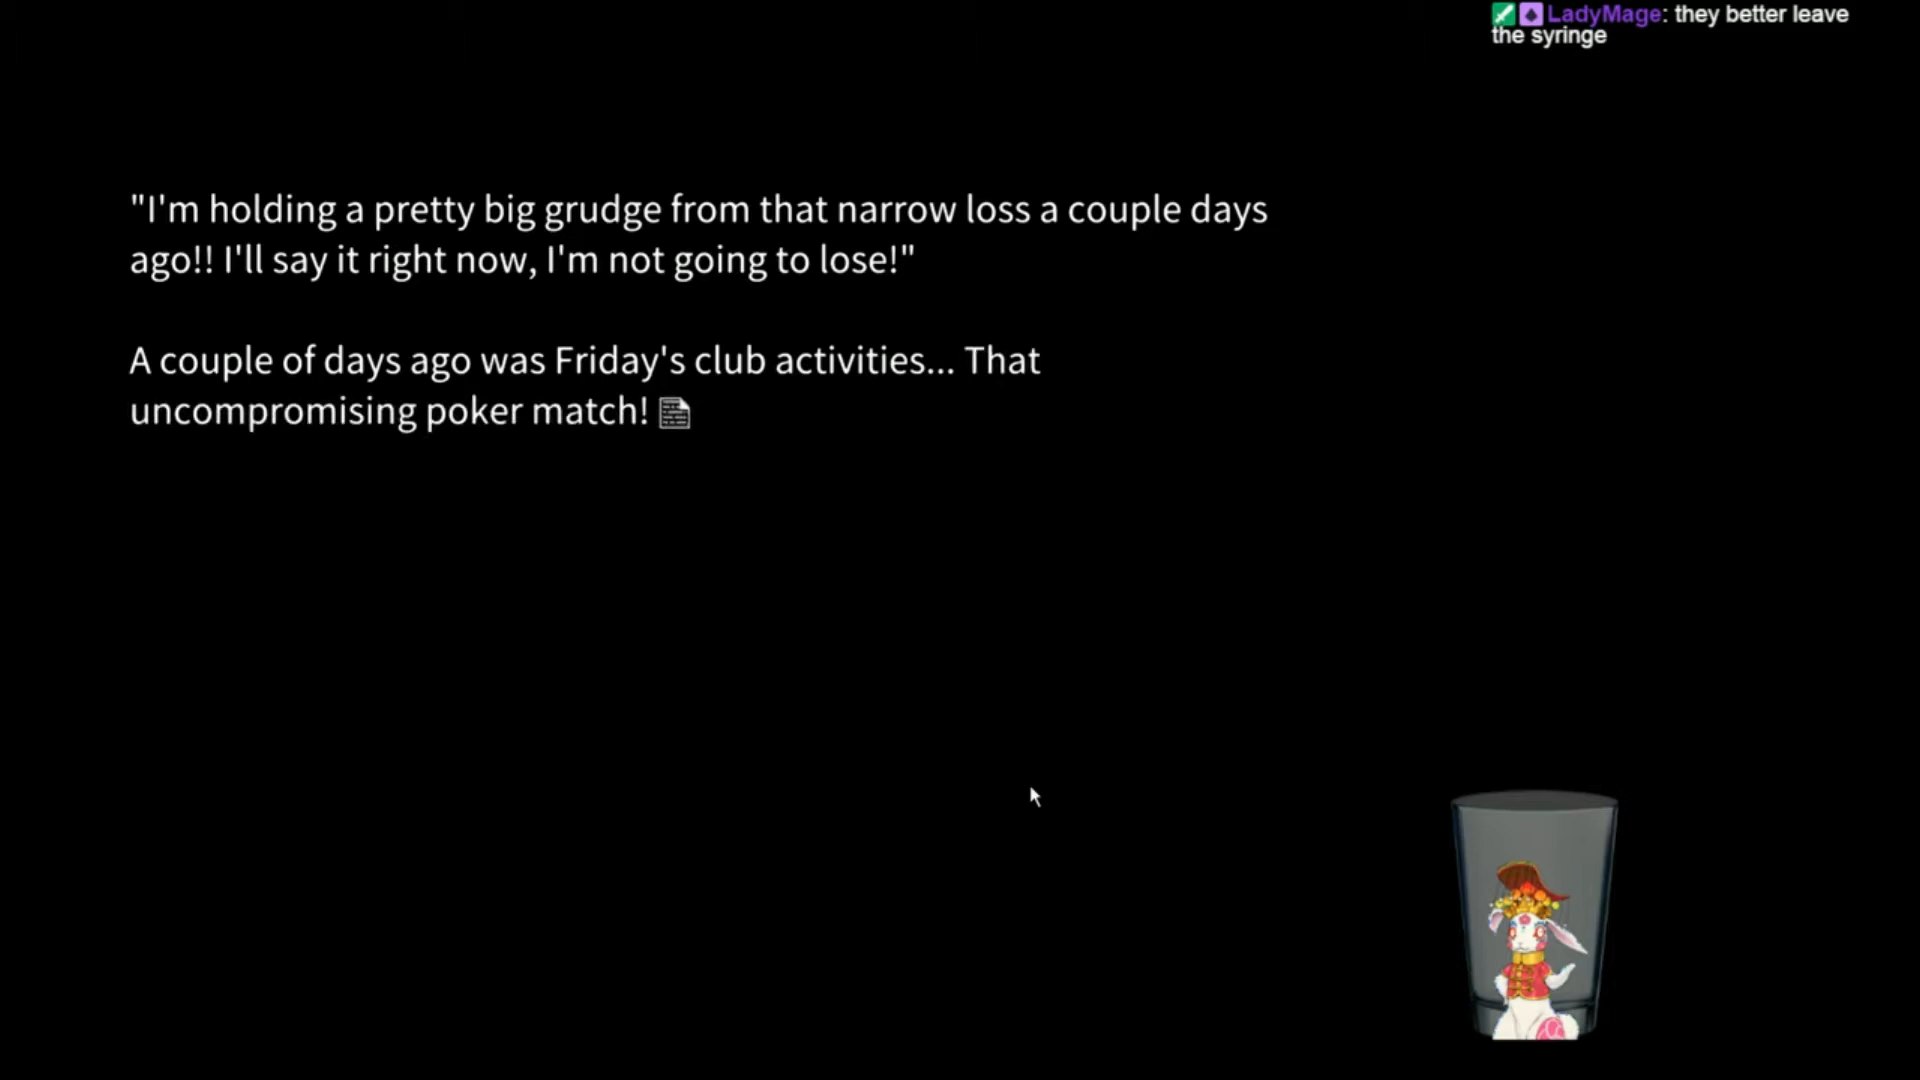 LadyMage: they better leave
the syringe
"I'm holding a pretty big grudge from that narrow loss a couple days
ago!! I'll say it right now, I'm not going to lose!"
A couple of days ago was Friday's club activities... That
uncompromising poker match!